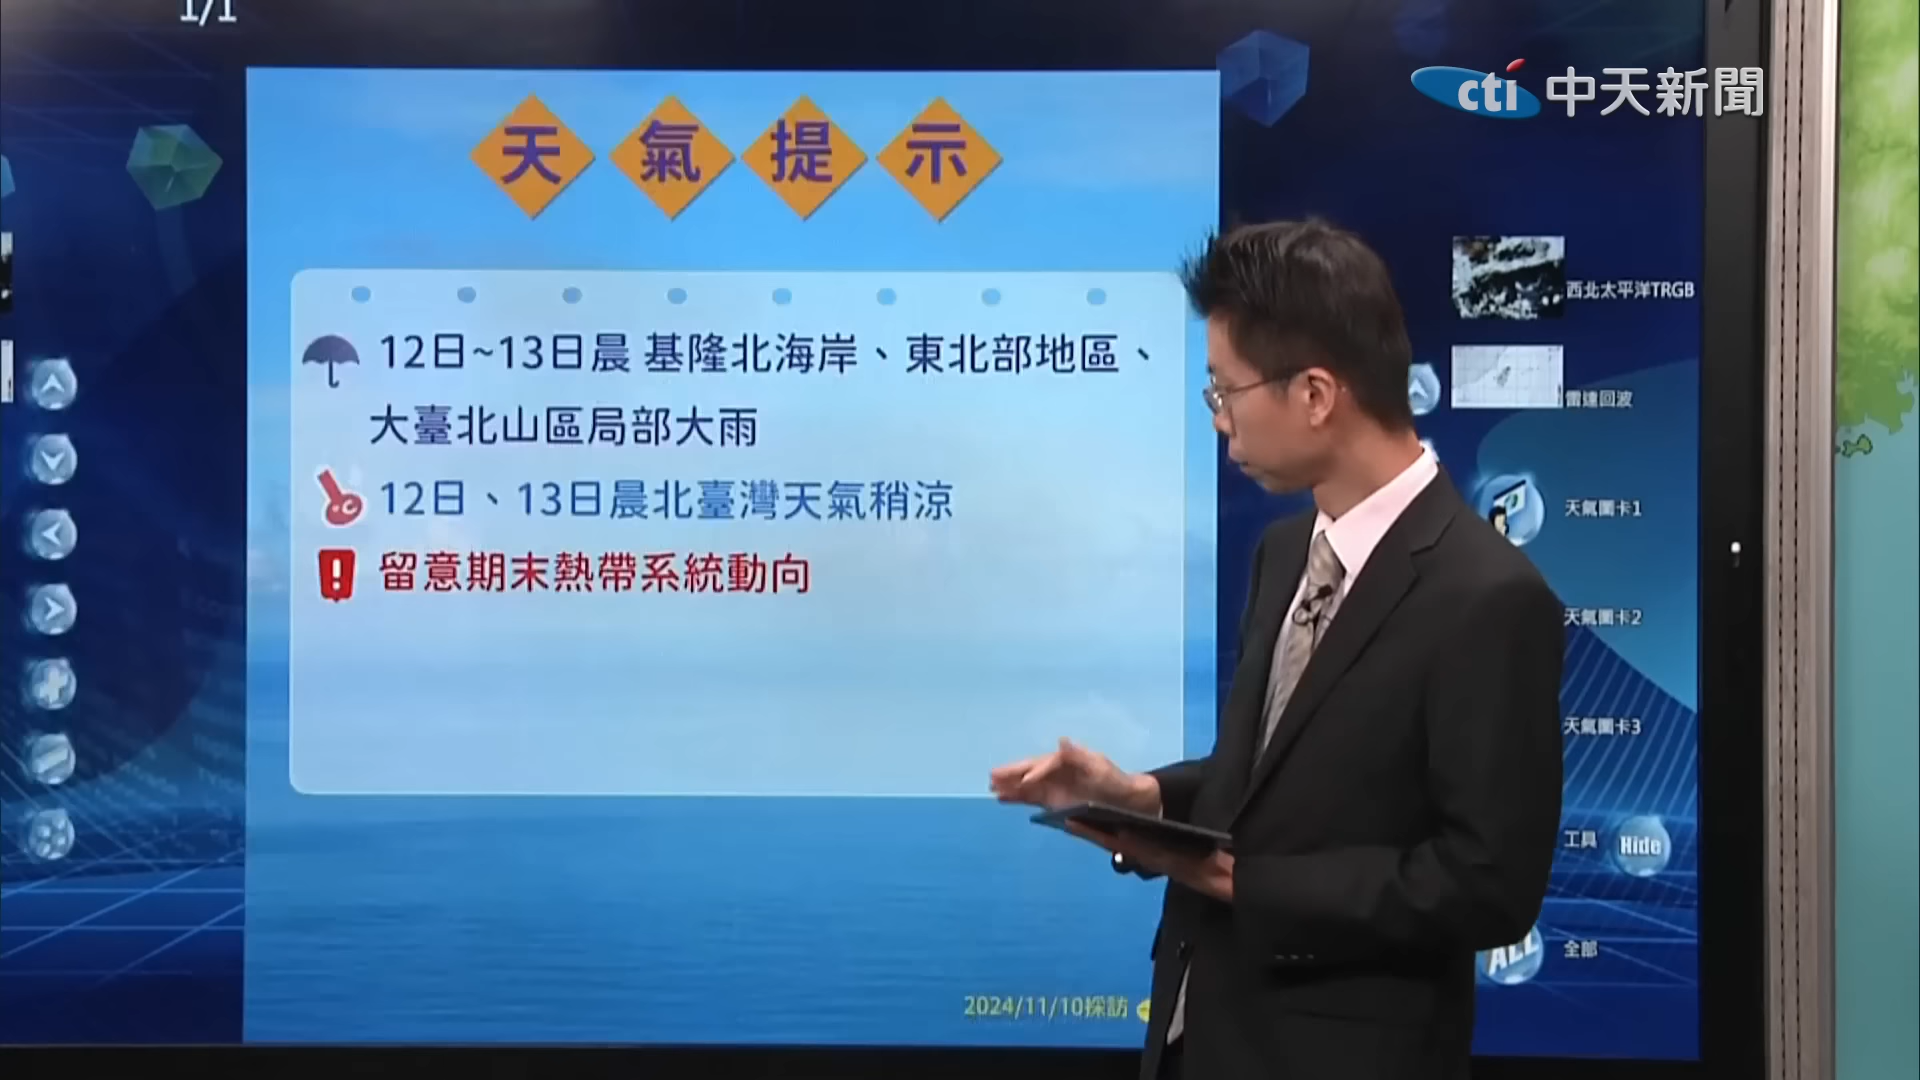 1/1
cti 中天新聞
天氣提示
12日~13日晨 基隆北海岸、東北部地區、
大臺北山區局部大雨
12日、13日晨北臺灣天氣稍涼
留意期末熱帶系統動向
2024/11/10採訪
西北太平洋TRGB
雷達回波
天氣圖卡1
天氣圖卡2
天氣圖卡3
工具 Hide
ALL 全部